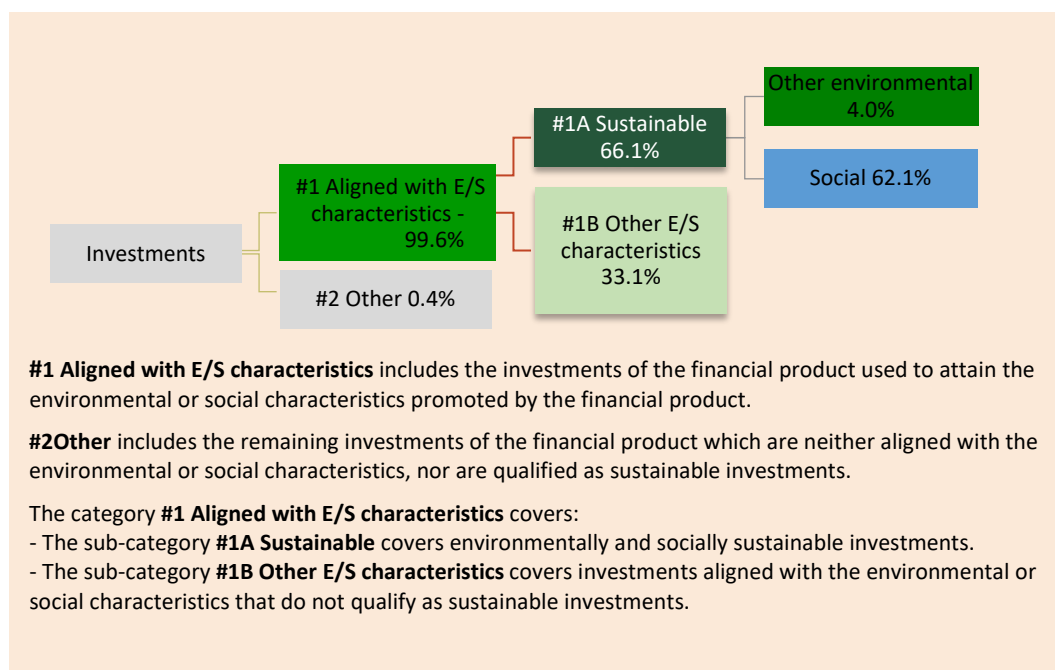 Other environmental
4.0%
#1A Sustainable
66.1%
Social 62.1%
#1 Aligned with E/S
characteristics -
99.6%
#1B Other E/S
characteristics
33.1%
Investments
#2 Other 0.4%
#1 Aligned with E/S characteristics includes the investments of the financial product used to attain the
environmental or social characteristics promoted by the financial product.
#2Other includes the remaining investments of the financial product which are neither aligned with the
environmental or social characteristics, nor are qualified as sustainable investments.
The category #1 Aligned with E/S characteristics covers:
- The sub-category #1A Sustainable covers environmentally and socially sustainable investments.
- The sub-category #1B Other E/S characteristics covers investments aligned with the environmental or
social characteristics that do not qualify as sustainable investments.